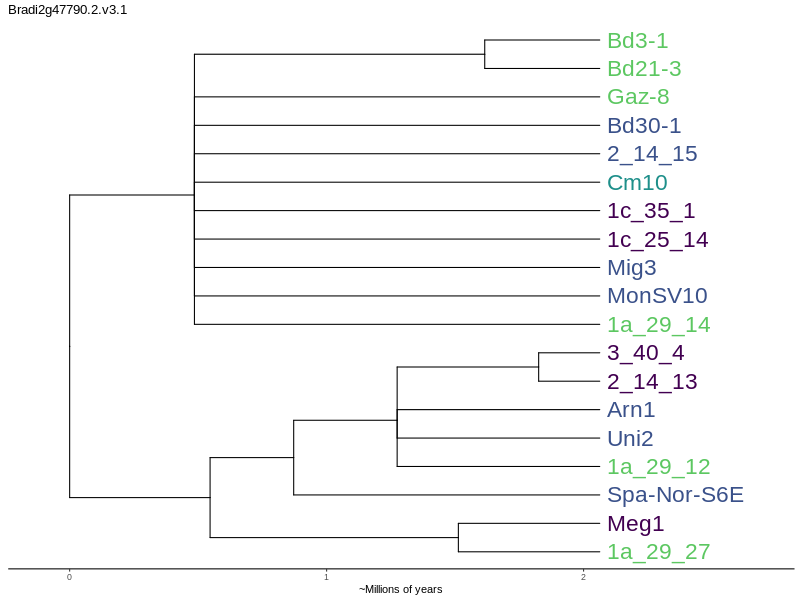 Bradi2g47790.2.v3.1
Bd3-1
Bd21-3
Gaz-8
Bd30-1
2_14_15
Cm10
1c_35_1
1c_25_14
Mig3
MonSV10
1a_29_14
3_40_4
2_14_13
Arn1
Uni2
1a_29_12
Spa-Nor-S6E
Meg1
1a_29_27
0 1 2
~Millions of years